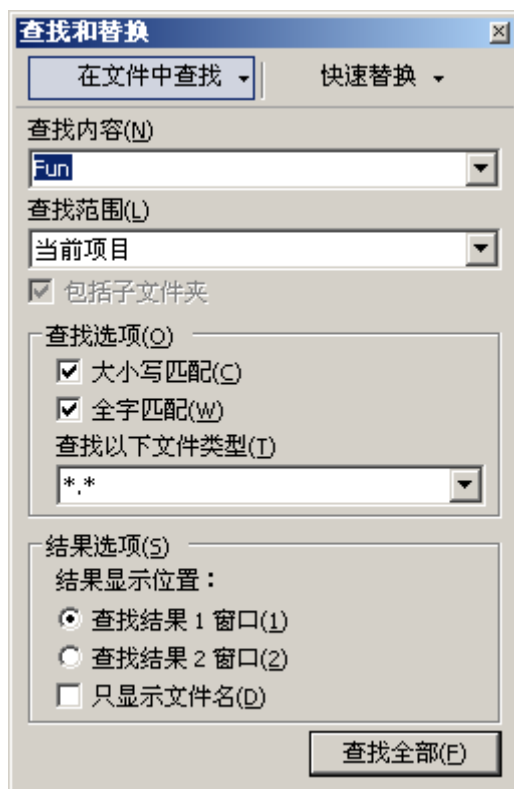 查找和替换
在文件中查找 快速替换
查找内容(N)
Fun
查找范围(L)
当前项目
包括子文件夹
查找选项(O)
大小写匹配(C)
全字匹配(W)
查找以下文件类型(T)
*.*
结果选项(S)
结果显示位置：
查找结果 1 窗口(1)
查找结果 2 窗口(2)
只显示文件名(D)
查找全部(F)